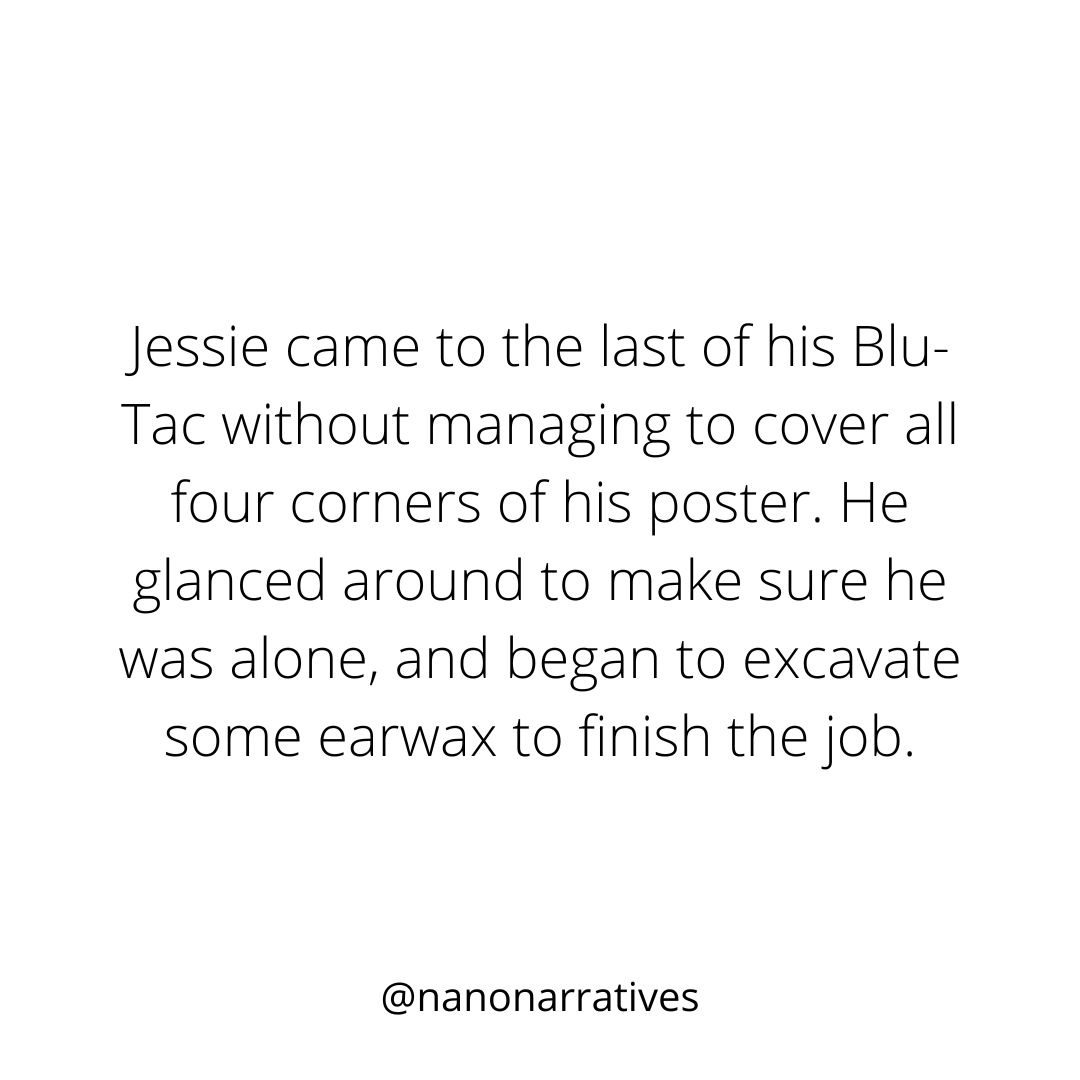 Jessie came to the last of his Blu-
Tac without managing to cover all
four corners of his poster. He
glanced around to make sure he
was alone, and began to excavate
some earwax to finish the job.
@nanonarratives